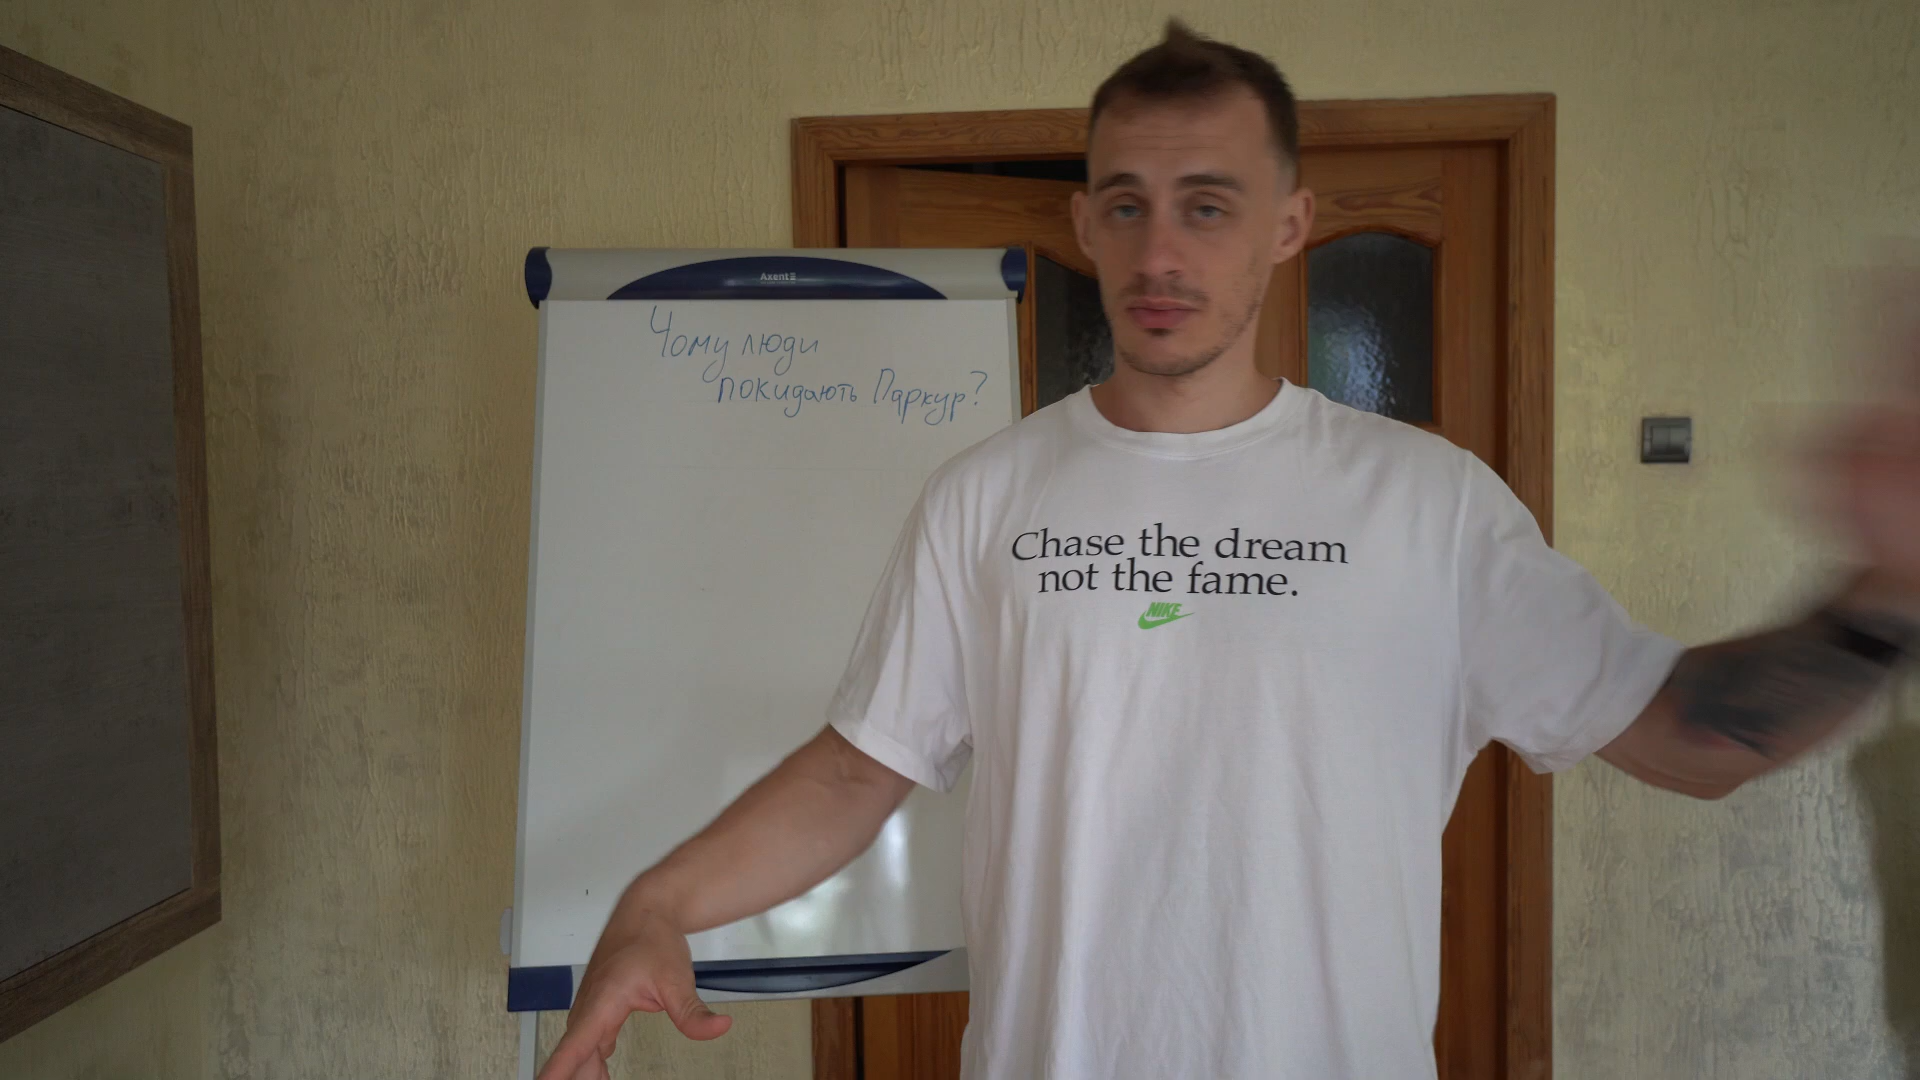 Axent
Чому люди
покидають Паркур?
Chase the dream
not the fame.
NIKE